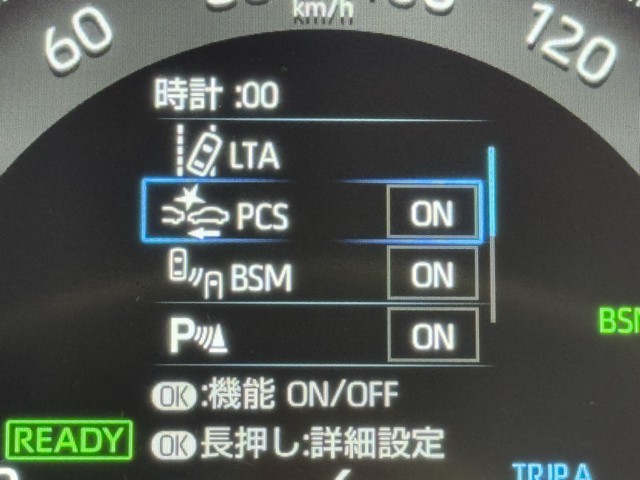 60
km/h
120
時計 :00
LTA
PCS ON
BSM ON
P ON
OK:機能 ON/OFF
READY
OK長押し:詳細設定
TRIP A